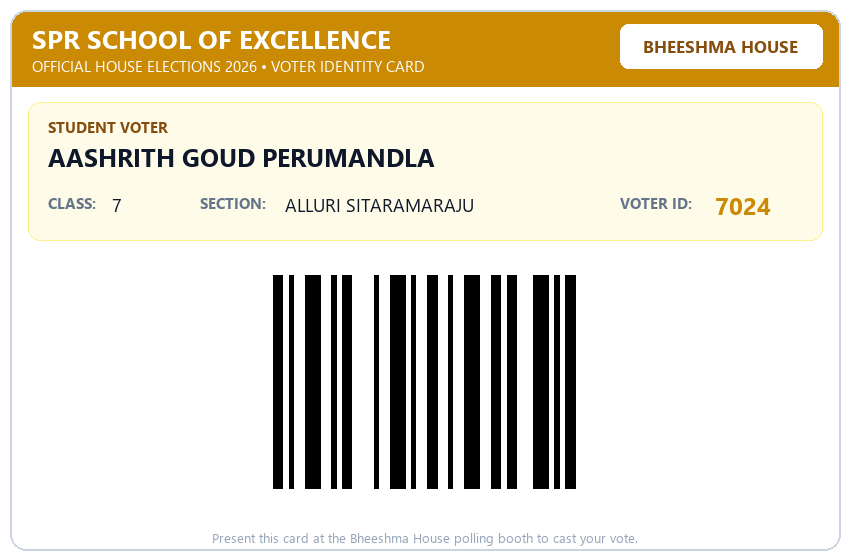 SPR SCHOOL OF EXCELLENCE
OFFICIAL HOUSE ELECTIONS 2026 • VOTER IDENTITY CARD
BHEESHMA HOUSE
STUDENT VOTER
AASHRITH GOUD PERUMANDLA
CLASS: 7 SECTION: ALLURI SITARAMARAJU VOTER ID: 7024
Present this card at the Bheeshma House polling booth to cast your vote.